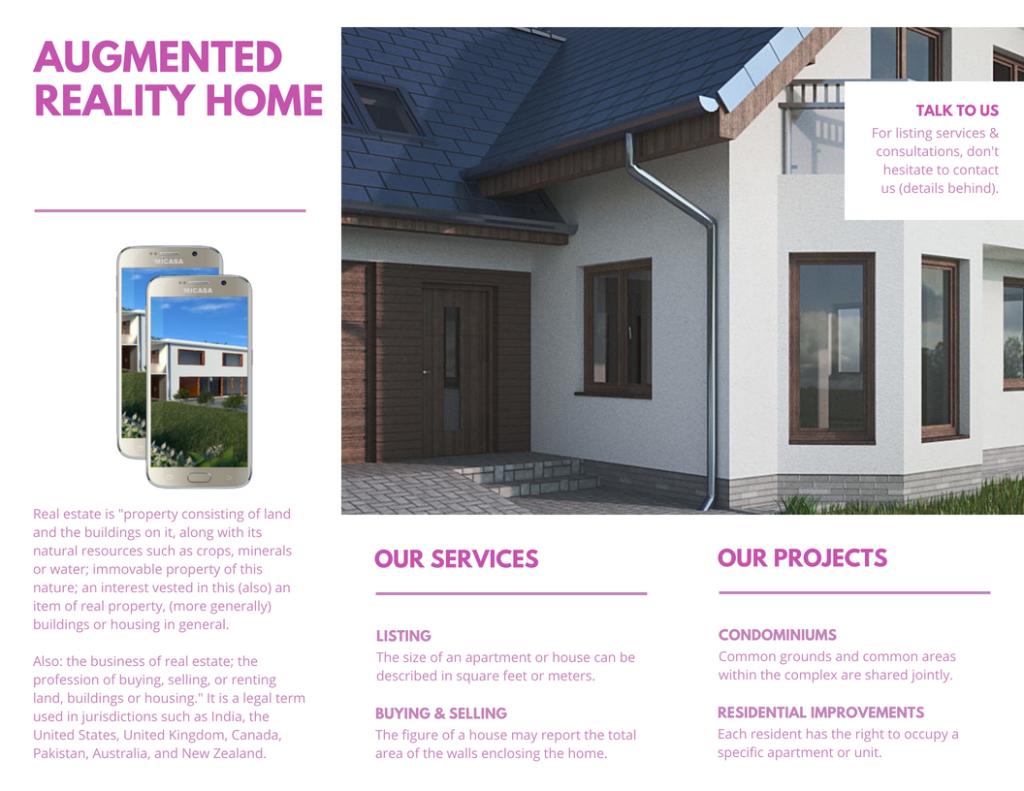 AUGMENTED
REALITY HOME
MICASA
MICASA
Real estate is "property consisting of land
and the buildings on it, along with its
natural resources such as crops, minerals
or water; immovable property of this
nature; an interest vested in this (also) an
item of real property, (more generally)
buildings or housing in general.
Also: the business of real estate; the
profession of buying, selling, or renting
land, buildings or housing." It is a legal term
used in jurisdictions such as India, the
United States, United Kingdom, Canada,
Pakistan, Australia, and New Zealand.
TALK TO US
For listing services &
consultations, don't
hesitate to contact
us (details behind).
OUR SERVICES
LISTING
The size of an apartment or house can be
described in square feet or meters.
BUYING & SELLING
The figure of a house may report the total
area of the walls enclosing the home.
OUR PROJECTS
CONDOMINIUMS
Common grounds and common areas
within the complex are shared jointly.
RESIDENTIAL IMPROVEMENTS
Each resident has the right to occupy a
specific apartment or unit.